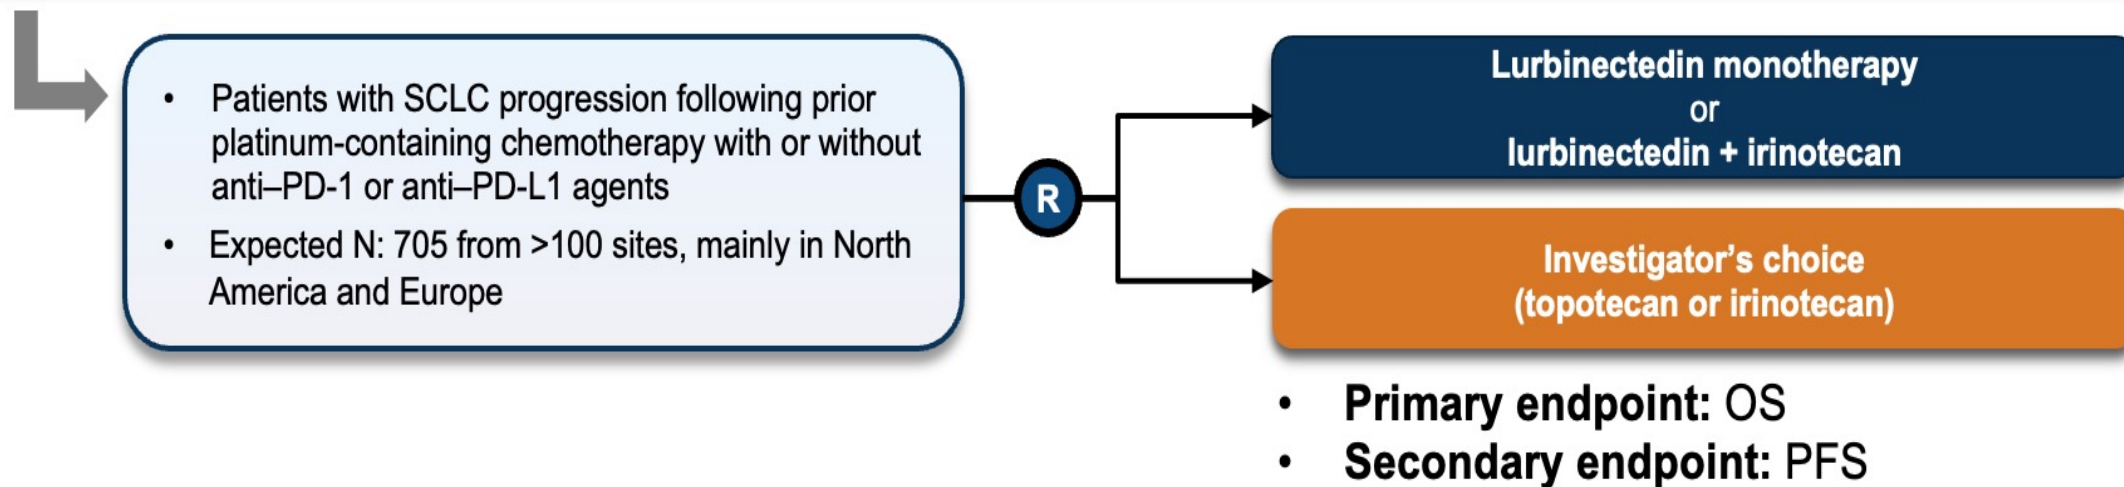 • Patients with SCLC progression following prior
platinum-containing chemotherapy with or without
anti–PD-1 or anti–PD-L1 agents
• Expected N: 705 from >100 sites, mainly in North
America and Europe
R
Lurbinectedin monotherapy
or
lurbinectedin + irinotecan
Investigator’s choice
(topotecan or irinotecan)
• Primary endpoint: OS
• Secondary endpoint: PFS